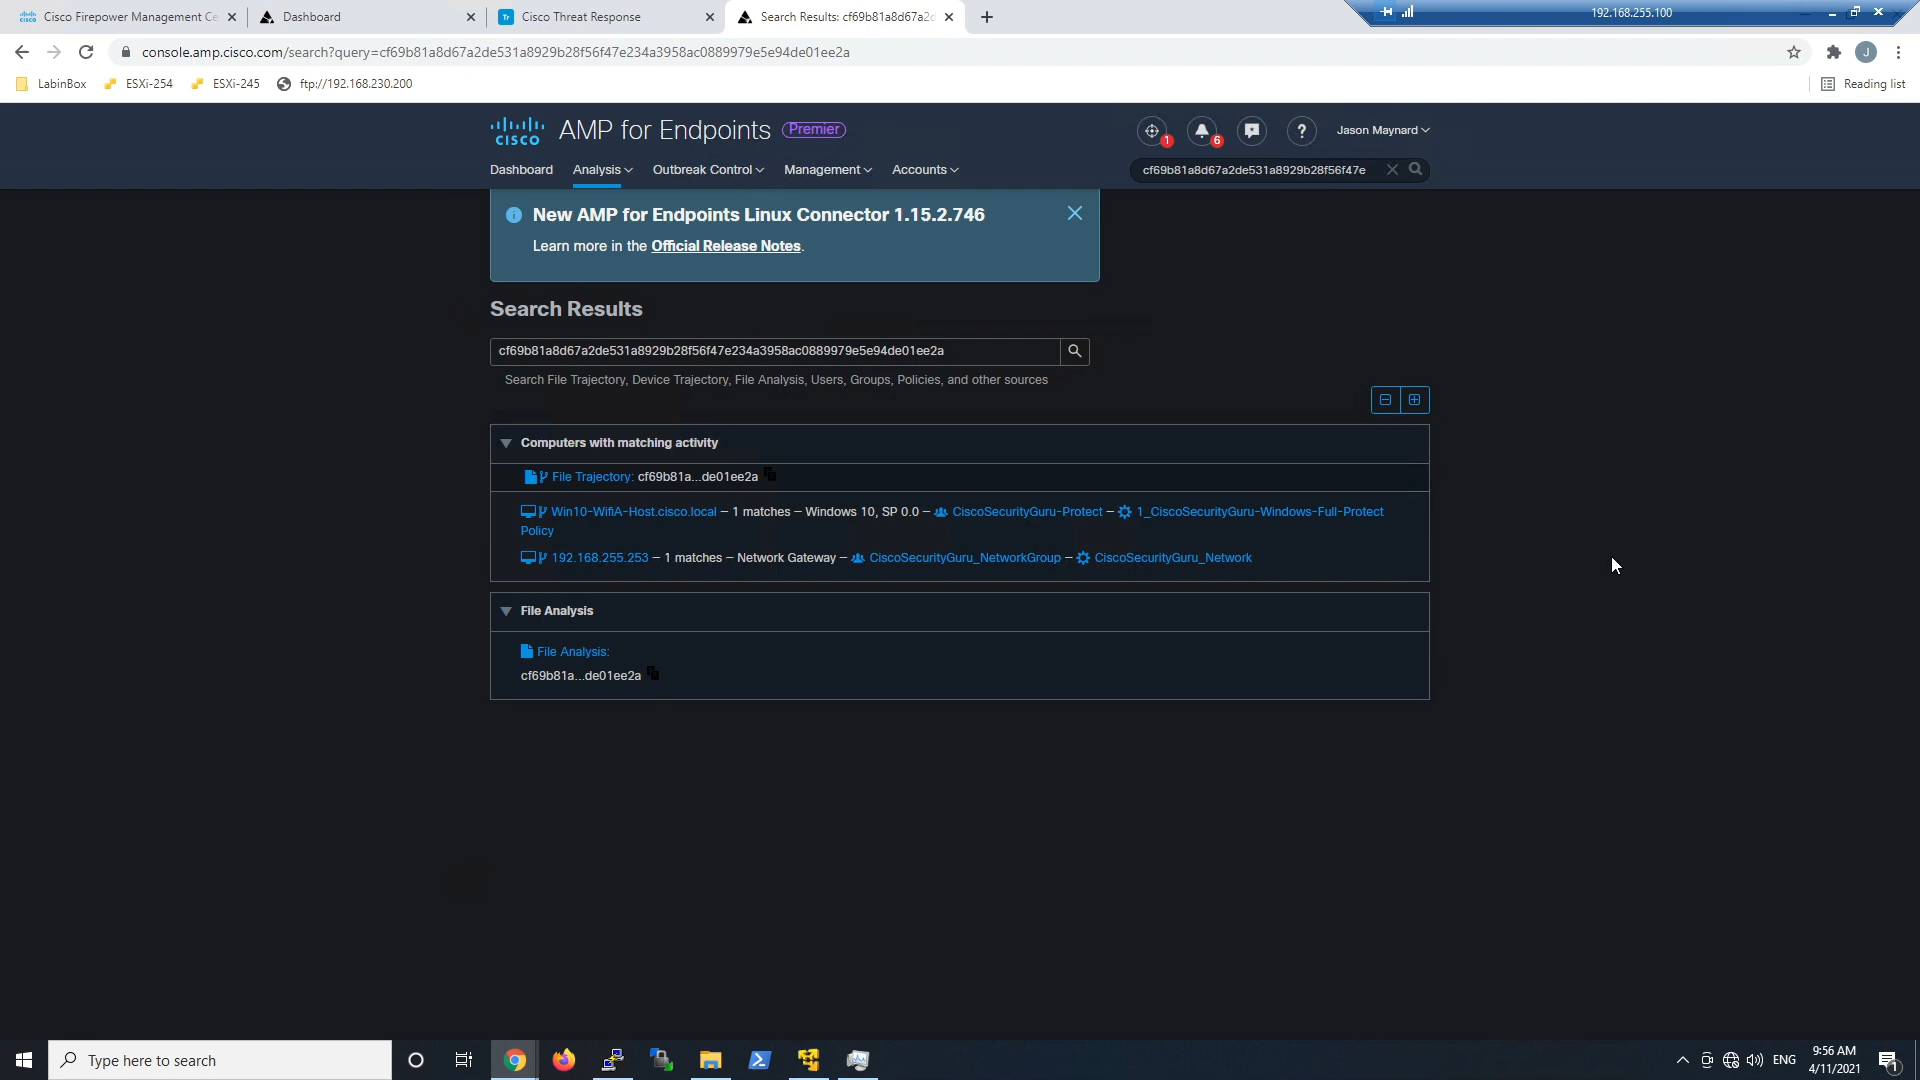 Cisco Firepower Management Ce
Dashboard
Cisco Threat Response
Search Results: cf69b81a8d67a2d
192.168.255.100
console.amp.cisco.com/search?query=cf69b81a8d67a2de531a8929b28f56f47e234a3958ac0889979e5e94de01ee2a
J
LabinBox
ESXi-254
ESXi-245
ftp://192.168.230.200
Reading list
CISCO
AMP for Endpoints
Premier
1
6
?
Jason Maynard
Dashboard
Analysis
Outbreak Control
Management
Accounts
cf69b81a8d67a2de531a8929b28f56f47e
New AMP for Endpoints Linux Connector 1.15.2.746
Learn more in the Official Release Notes.
Search Results
cf69b81a8d67a2de531a8929b28f56f47e234a3958ac0889979e5e94de01ee2a
Search File Trajectory, Device Trajectory, File Analysis, Users, Groups, Policies, and other sources
Computers with matching activity
File Trajectory: cf69b81a...de01ee2a
Win10-WifiA-Host.cisco.local – 1 matches – Windows 10, SP 0.0 – CiscoSecurityGuru-Protect – 1_CiscoSecurityGuru-Windows-Full-Protect
Policy
192.168.255.253 – 1 matches – Network Gateway – CiscoSecurityGuru_NetworkGroup – CiscoSecurityGuru_Network
File Analysis
File Analysis:
cf69b81a...de01ee2a
Type here to search
ENG
9:56 AM
4/11/2021
1